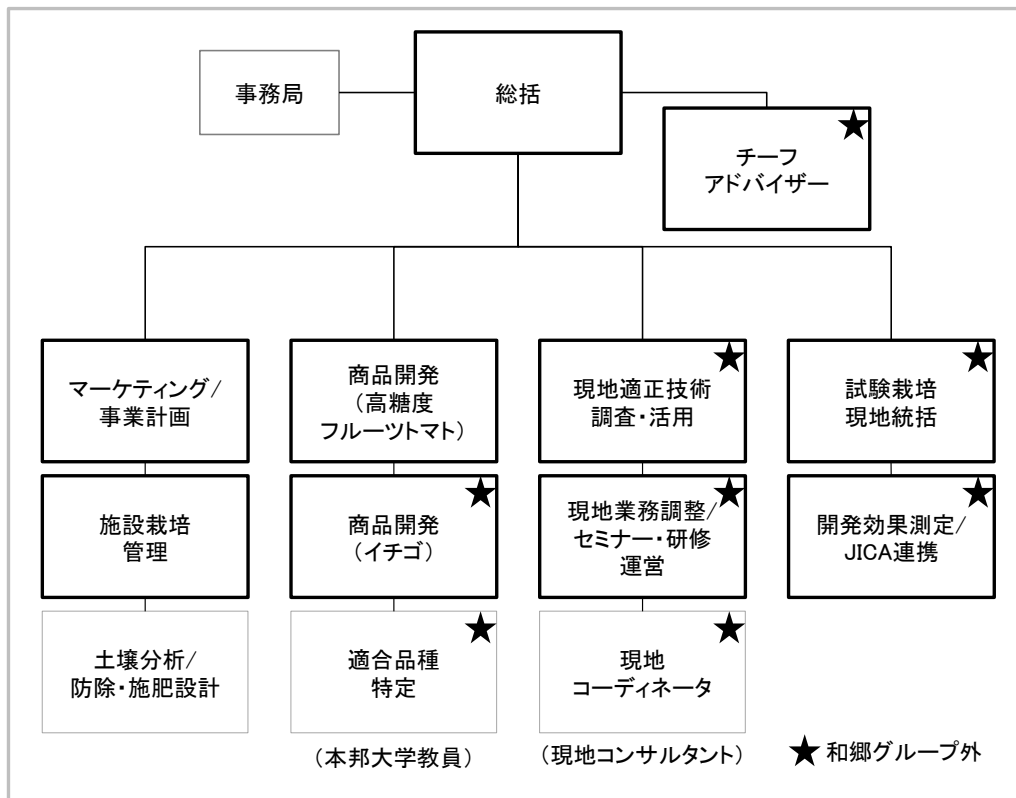 事務局
総括
チーフ
アドバイザー
マーケティング/
事業計画
商品開発
(高糖度
フルーツトマト)
現地適正技術
調査・活用
試験栽培
現地統括
施設栽培
管理
商品開発
(イチゴ)
現地業務調整/
セミナー・研修
運営
開発効果測定/
JICA連携
土壌分析/
防除・施肥設計
適合品種
特定
現地
コーディネータ
(本邦大学教員)
(現地コンサルタント)
★和郷グループ外